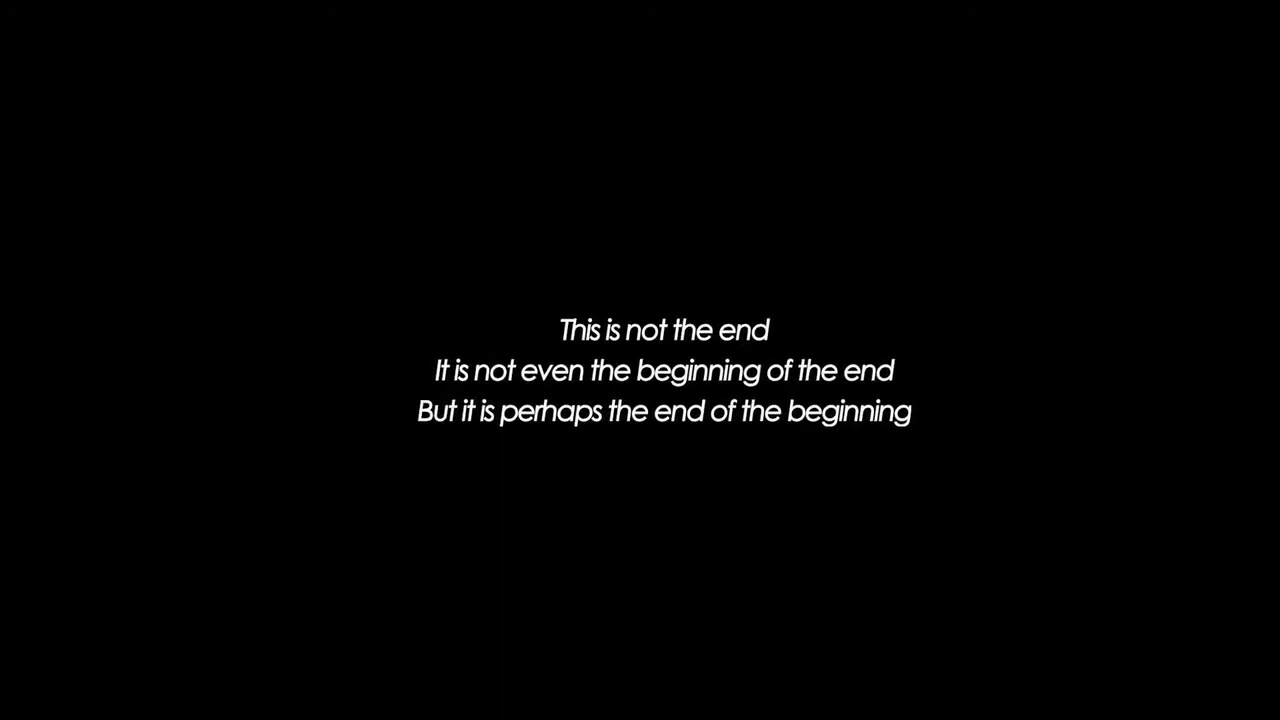 This is not the end
It is not even the beginning of the end
But it is perhaps the end of the beginning